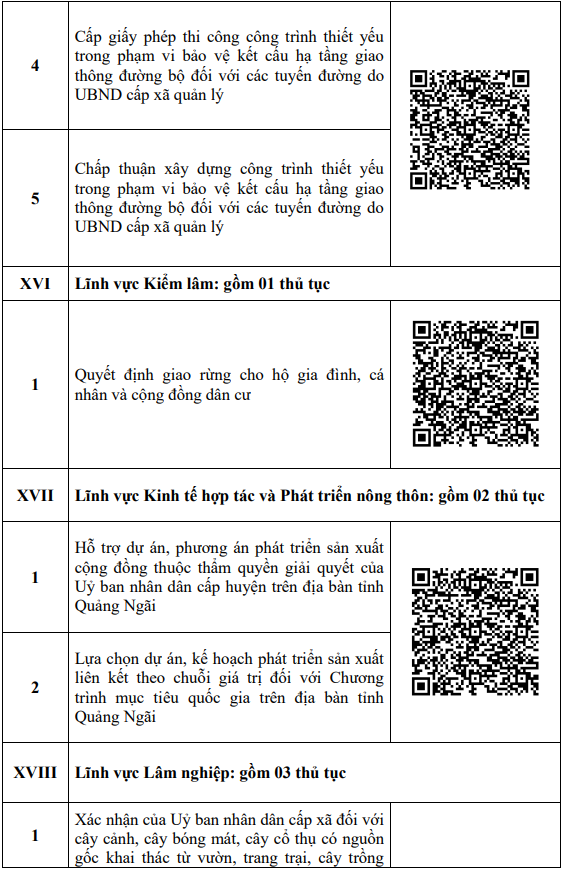 4
Cấp giấy phép thi công công trình thiết yếu
trong phạm vi bảo vệ kết cấu hạ tầng giao
thông đường bộ đối với các tuyến đường do
UBND cấp xã quản lý
5
Chấp thuận xây dựng công trình thiết yếu
trong phạm vi bảo vệ kết cấu hạ tầng giao
thông đường bộ đối với các tuyến đường do
UBND cấp xã quản lý
XVI
Lĩnh vực Kiểm lâm: gồm 01 thủ tục
1
Quyết định giao rừng cho hộ gia đình, cá
nhân và cộng đồng dân cư
XVII
Lĩnh vực Kinh tế hợp tác và Phát triển nông thôn: gồm 02 thủ tục
1
Hỗ trợ dự án, phương án phát triển sản xuất
cộng đồng thuộc thẩm quyền giải quyết của
Uỷ ban nhân dân cấp huyện trên địa bàn tỉnh
Quảng Ngãi
2
Lựa chọn dự án, kế hoạch phát triển sản xuất
liên kết theo chuỗi giá trị đối với Chương
trình mục tiêu quốc gia trên địa bàn tỉnh
Quảng Ngãi
XVIII
Lĩnh vực Lâm nghiệp: gồm 03 thủ tục
1
Xác nhận của Uỷ ban nhân dân cấp xã đối với
cây cảnh, cây bóng mát, cây cổ thụ có nguồn
gốc khai thác từ vườn, trang trại, cây trồng